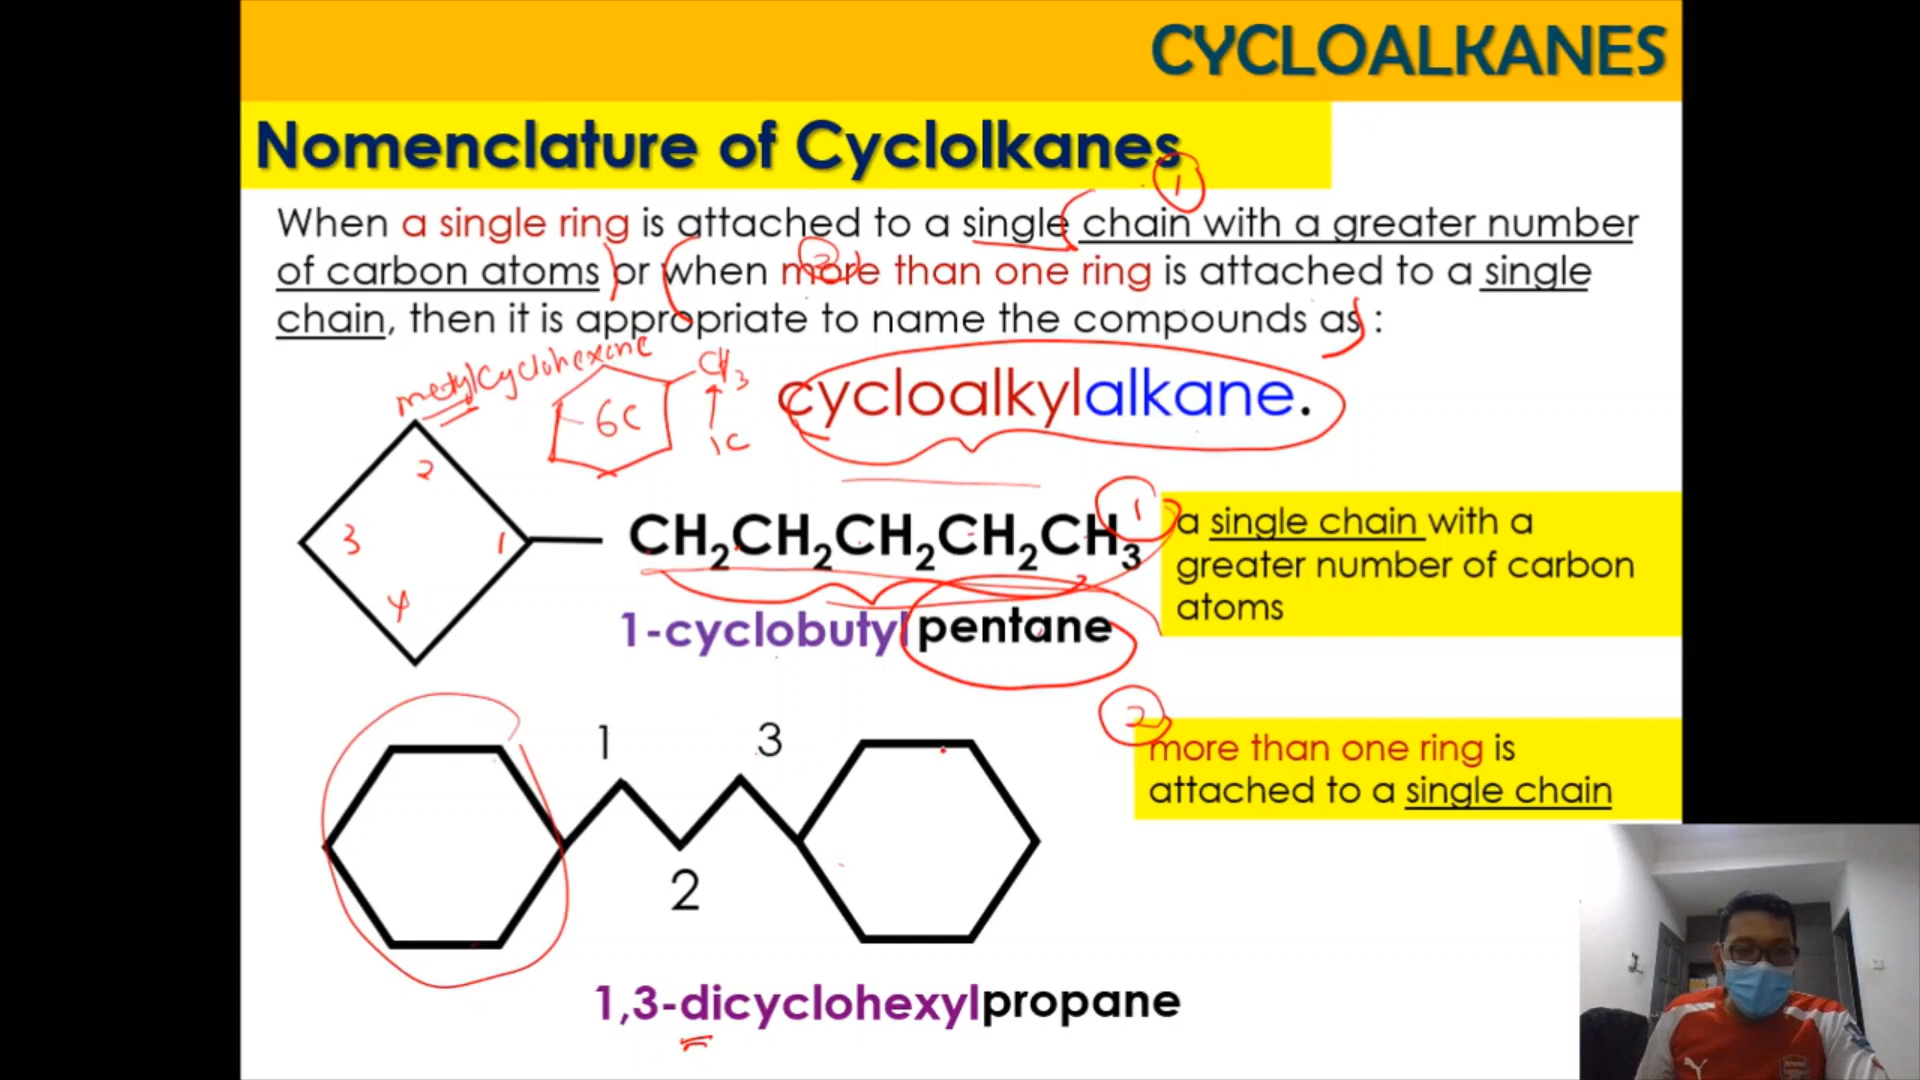 CYCLOALKANES
Nomenclature of Cyclolkanes
1
When a single ring is attached to a single chain with a greater number
2
of carbon atoms or when more than one ring is attached to a single
chain, then it is appropriate to name the compounds as :
metylcyclohexane
CH3
6C
1C
cycloalkylalkane.
2
3
1
4
CH2CH2CH2CH2CH3
1
a single chain with a
greater number of carbon
atoms
1-cyclobutylpentane
2
more than one ring is
attached to a single chain
1
3
2
1,3-dicyclohexylpropane